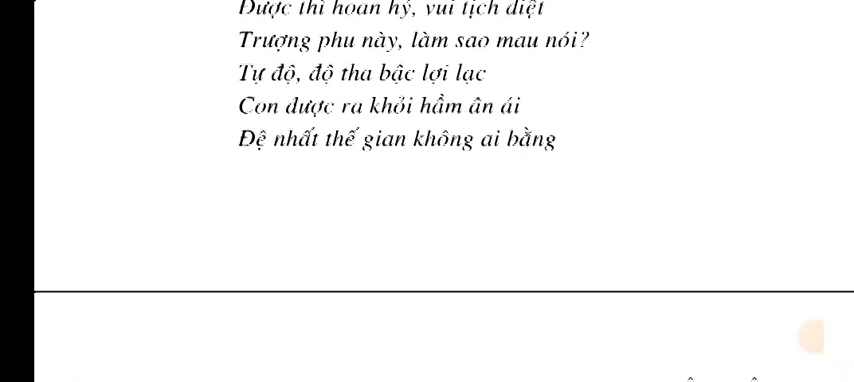 Được thì hoan hỷ, vui tịch diệt
Trượng phu này, làm sao mau nói?
Tự độ, độ tha bậc lợi lạc
Con được ra khỏi hầm ân ái
Đệ nhất thế gian không ai bằng